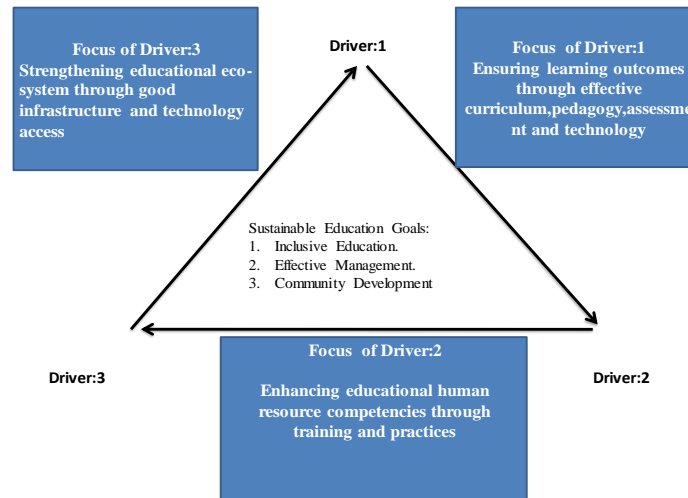 Focus of Driver:3
Strengthening educational eco-
system through good
infrastructure and technology
access
Driver:1
Focus of Driver:1
Ensuring learning outcomes
through effective
curriculum,pedagogy,assessme
nt and technology
Sustainable Education Goals:
1. Inclusive Education.
2. Effective Management.
3. Community Development
Driver:3
Focus of Driver:2
Enhancing educational human
resource competencies through
training and practices
Driver:2